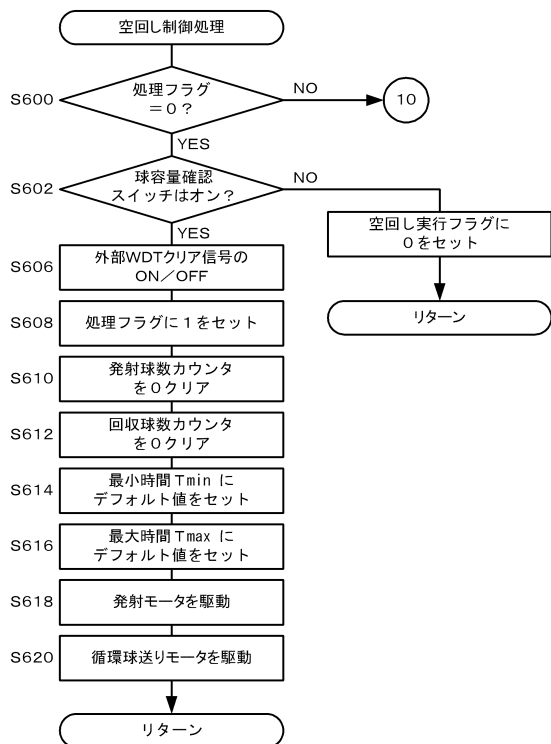 空回し制御処理
S600
処理フラグ
＝０？
NO
10
YES
S602
球容量確認
スイッチはオン？
NO
YES
空回し実行フラグに
０をセット
リターン
S606
外部WDTクリア信号の
ON／OFF
S608
処理フラグに１をセット
S610
発射球数カウンタ
を０クリア
S612
回収球数カウンタ
を０クリア
S614
最小時間Tmin に
デフォルト値をセット
S616
最大時間Tmax に
デフォルト値をセット
S618
発射モータを駆動
S620
循環球送りモータを駆動
リターン